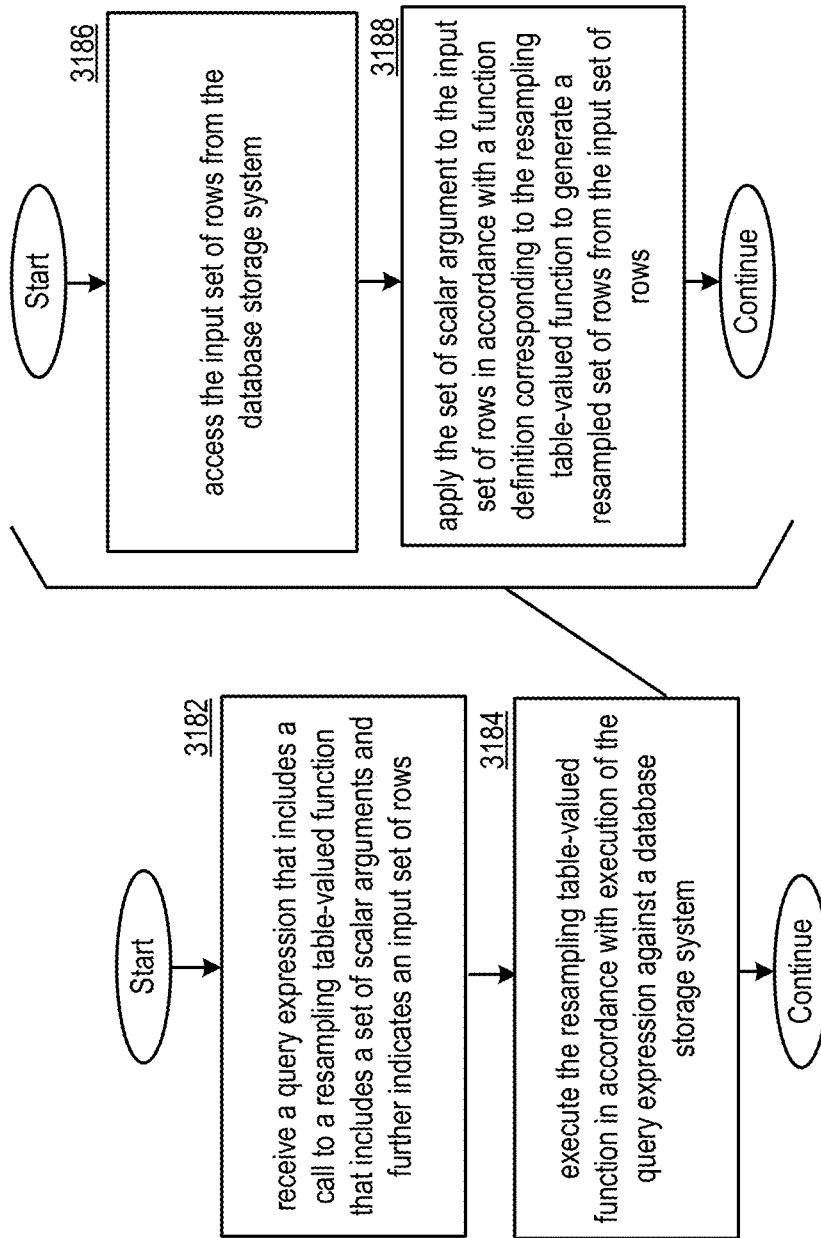 Start
3182
receive a query expression that includes a
call to a resampling table-valued function
that includes a set of scalar arguments and
further indicates an input set of rows
3184
execute the resampling table-valued
function in accordance with execution of the
query expression against a database
storage system
Continue
Start
3186
access the input set of rows from the
database storage system
3188
apply the set of scalar argument to the input
set of rows in accordance with a function
definition corresponding to the resampling
table-valued function to generate a
resampled set of rows from the input set of
rows
Continue